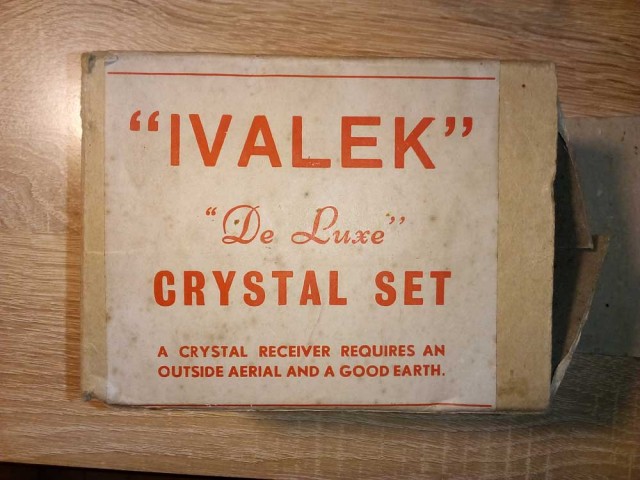 “IVALEK”
“De Luxe”
CRYSTAL SET
A CRYSTAL RECEIVER REQUIRES AN
OUTSIDE AERIAL AND A GOOD EARTH.